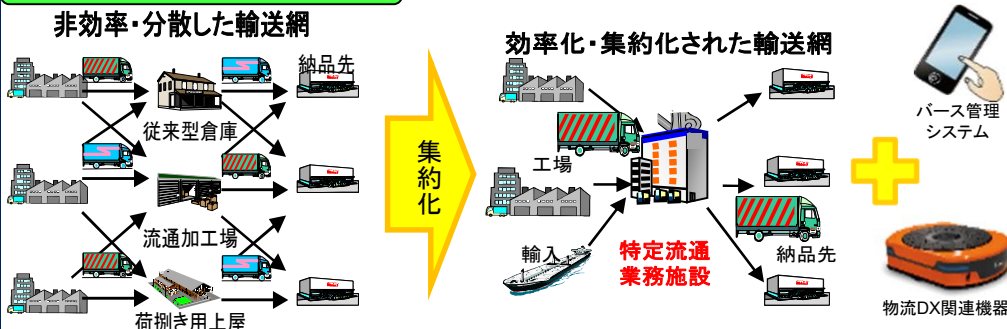 非効率・分散した輸送網
納品先
従来型倉庫
流通加工場
荷捌き用上屋
集約化
効率化・集約化された輸送網
工場
輸入
特定流通
業務施設
納品先
バース管理
システム
物流DX関連機器